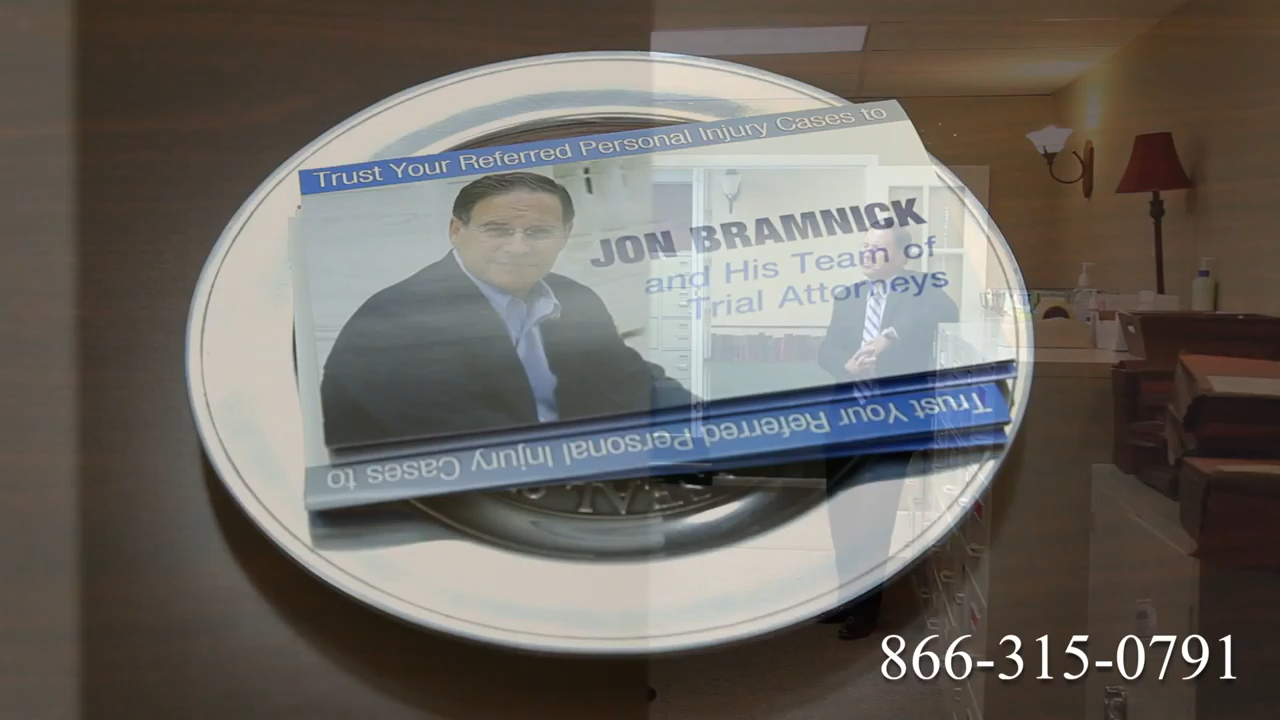 Trust Your Referred Personal Injury Cases to
JON BRAMNICK
and His Team of
Trial Attorneys
Trust Your Referred Personal Injury Cases to
866-315-0791